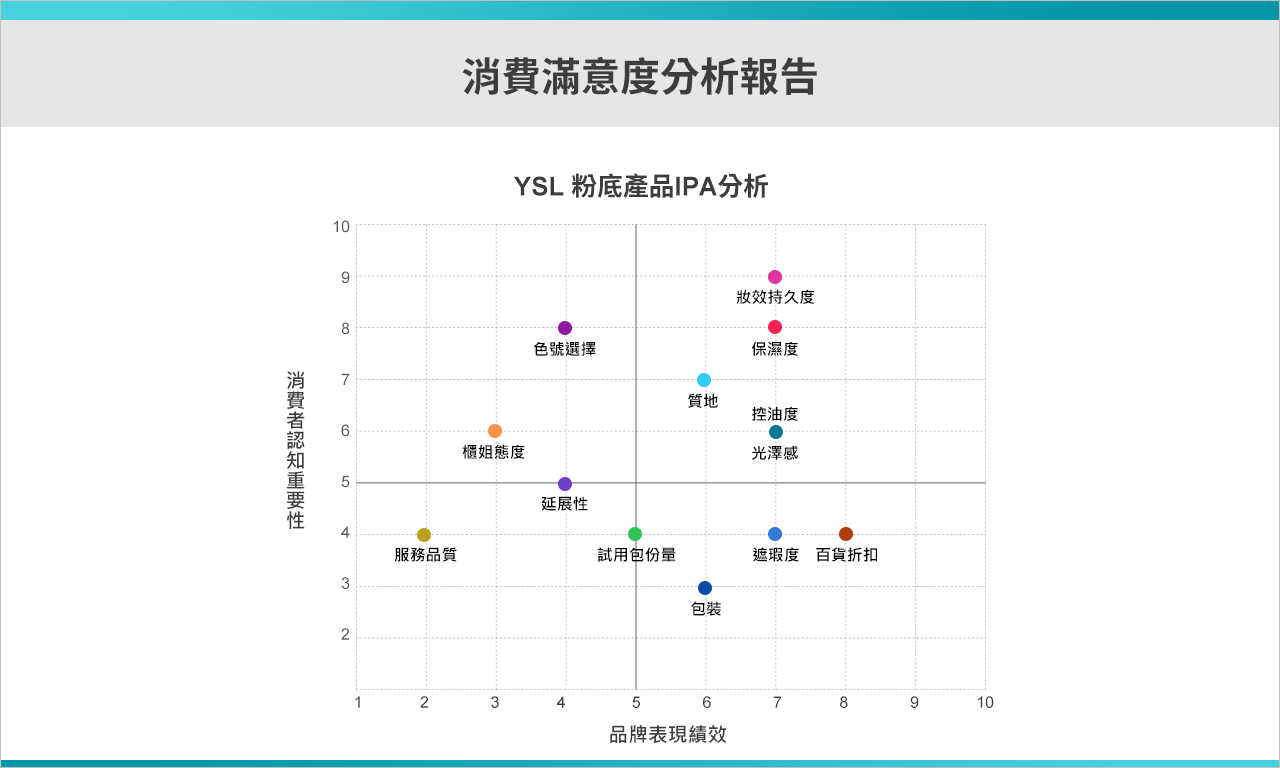 消費滿意度分析報告
YSL 粉底產品IPA分析
10
9
妝效持久度
8
色號選擇
保濕度
7
質地
控油度
6
櫃姐態度
光澤感
消費者認知重要性
5
延展性
4
服務品質
試用包份量
遮瑕度
百貨折扣
3
包裝
2
1 2 3 4 5 6 7 8 9 10
品牌表現績效